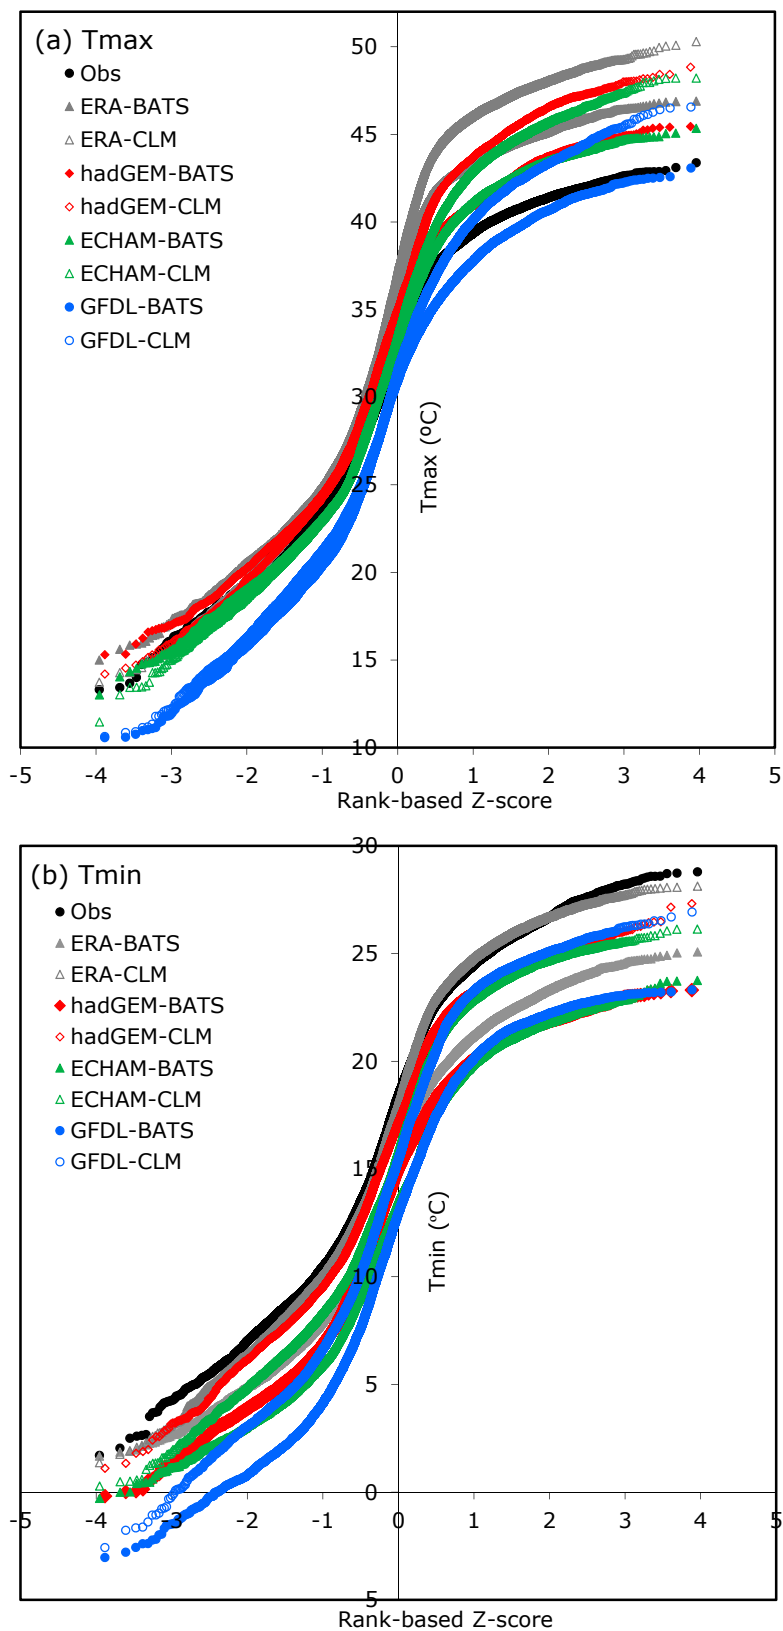 (a) Tmax
Obs
ERA-BATS
ERA-CLM
hadGEM-BATS
hadGEM-CLM
ECHAM-BATS
ECHAM-CLM
GFDL-BATS
GFDL-CLM
50
45
40
35
30
25
20
15
10
Tmax (ºC)
-5 -4 -3 -2 -1 0 1 2 3 4 5
Rank-based Z-score
(b) Tmin
Obs
ERA-BATS
ERA-CLM
hadGEM-BATS
hadGEM-CLM
ECHAM-BATS
ECHAM-CLM
GFDL-BATS
GFDL-CLM
30
25
20
15
10
5
0
5
Tmin (ºC)
-5 -4 -3 -2 -1 0 1 2 3 4 5
Rank-based Z-score